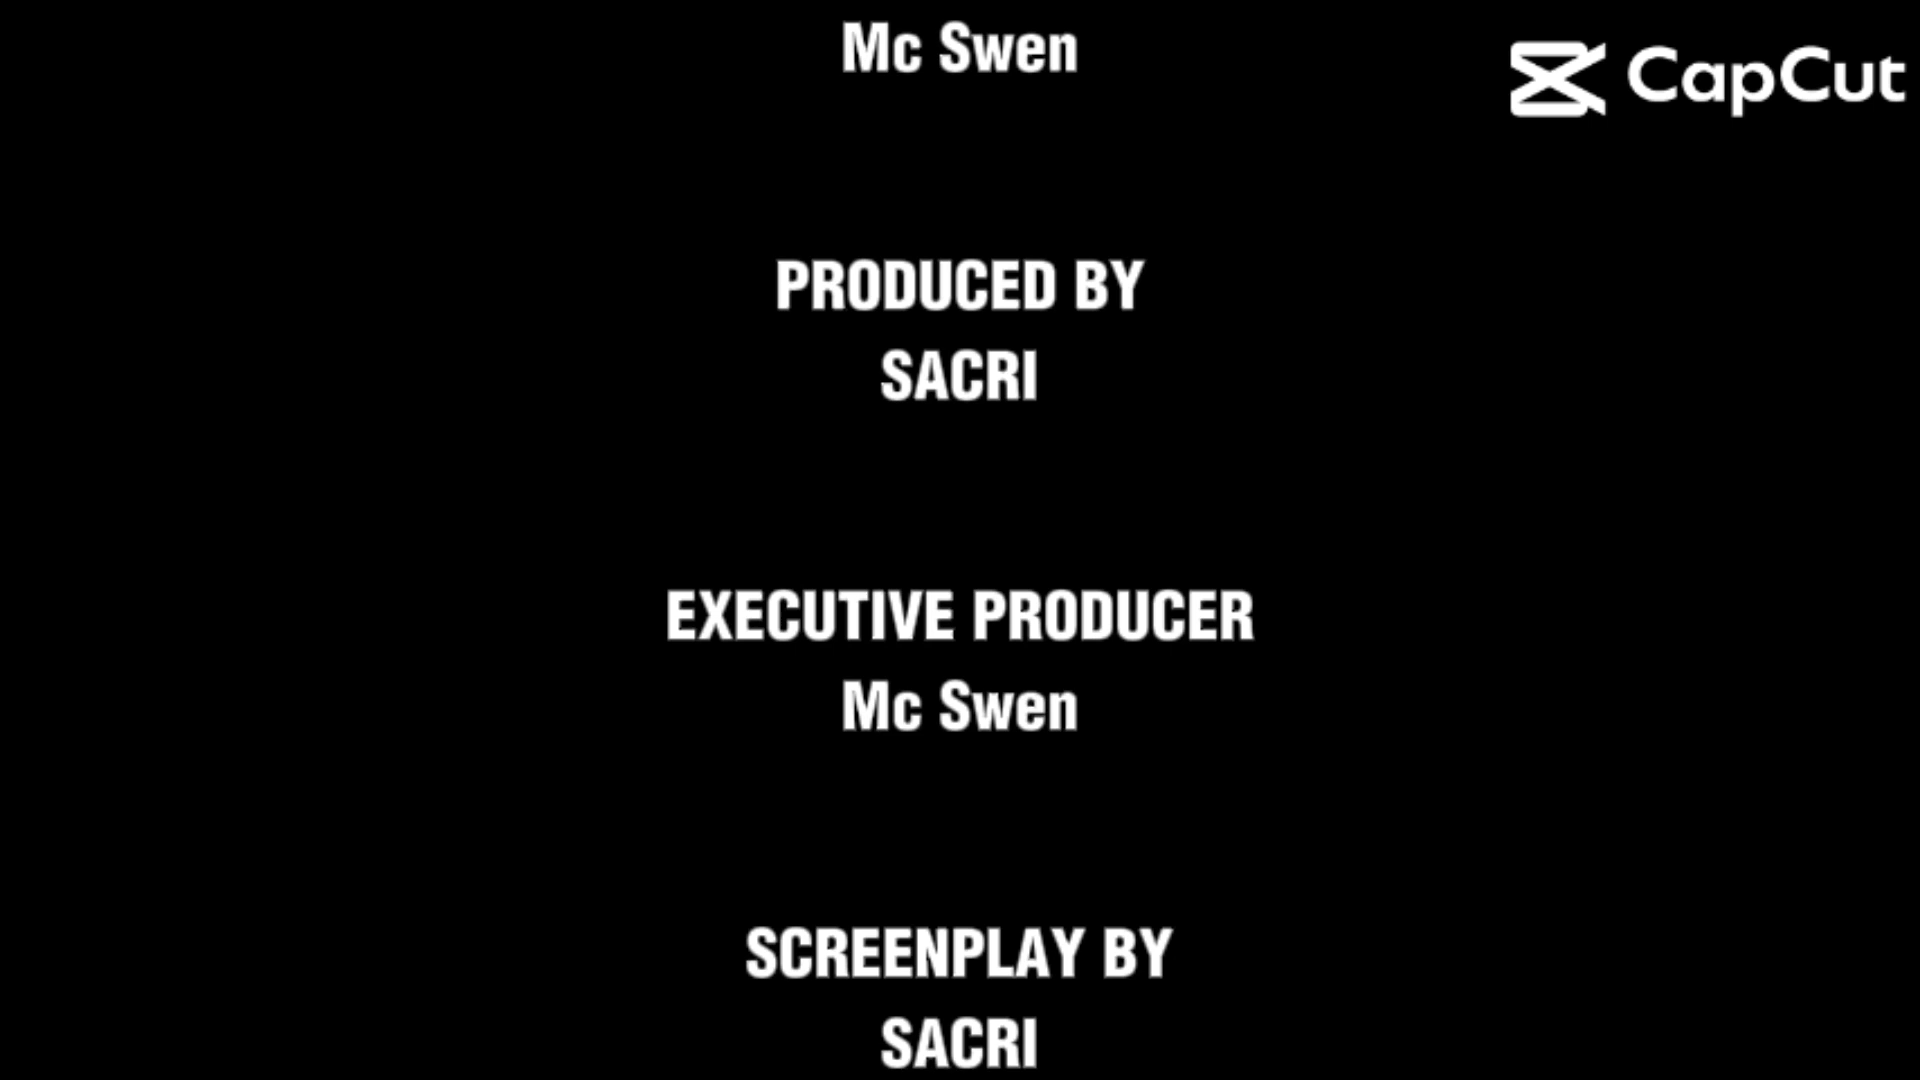 Mc Swen
CapCut
PRODUCED BY
SACRI
EXECUTIVE PRODUCER
Mc Swen
SCREENPLAY BY
SACRI